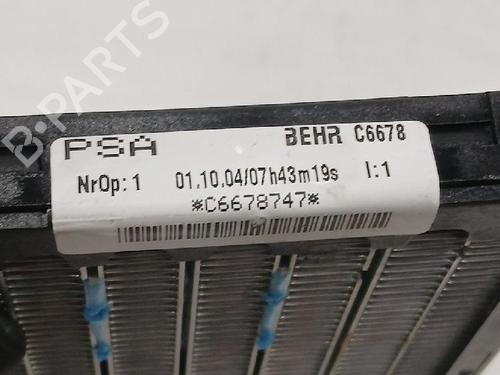 B-PARTS
PSA BEHR C6678
NrOp: 1 01.10.04/07h43m19s I:1
*C6678747*